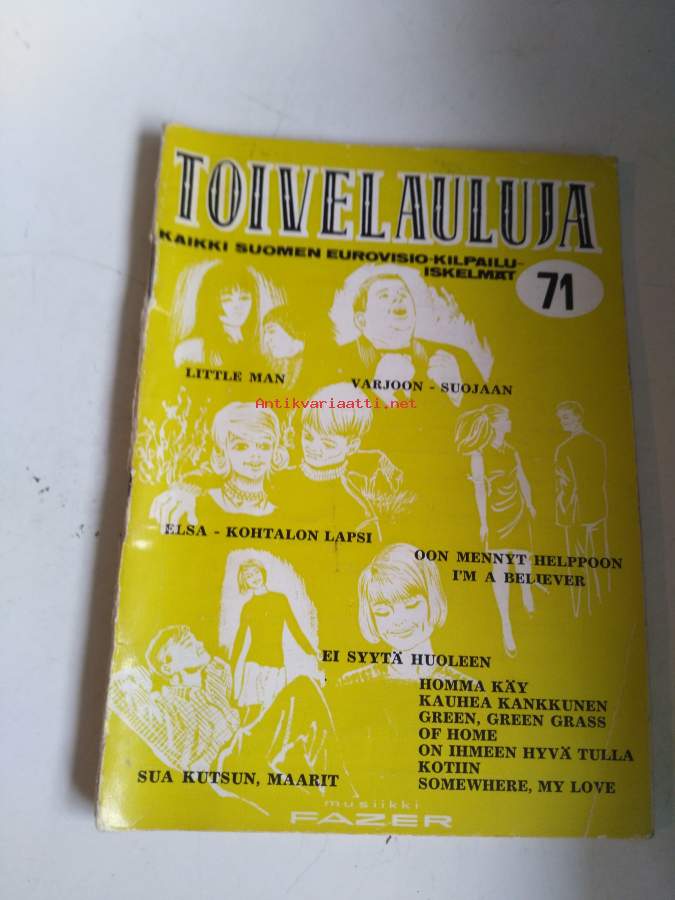 TOIVELAULUJA
KAIKKI SUOMEN EUROVISIO-KILPAILU-
ISKELMÄT
71
LITTLE MAN
VARJOON - SUOJAAN
Antikvariaatti.net
ELSA - KOHTALON LAPSI
OON MENNYT HELPPOON
I'M A BELIEVER
EI SYYTÄ HUOLEEN
HOMMA KÄY
KAUHEA KANKKUNEN
GREEN, GREEN GRASS
OF HOME
ON IHMEEN HYVÄ TULLA
KOTIIN
SOMEWHERE, MY LOVE
SUA KUTSUN, MAARIT
musiikki
FAZER